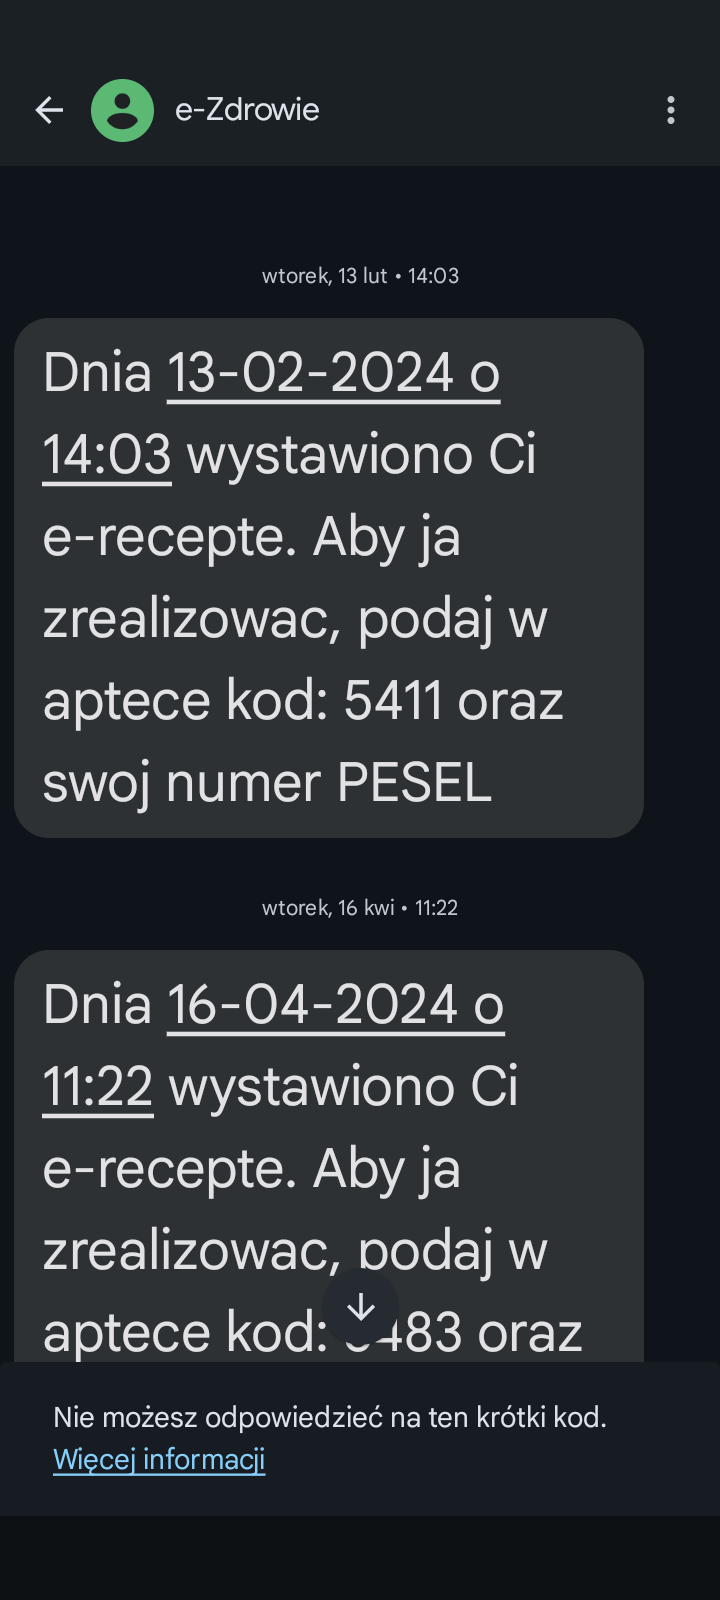 e-Zdrowie
wtorek, 13 lut • 14:03
Dnia 13-02-2024 o
14:03 wystawiono Ci
e-recepte. Aby ja
zrealizowac, podaj w
aptece kod: 5411 oraz
swoj numer PESEL
wtorek, 16 kwi • 11:22
Dnia 16-04-2024 o
11:22 wystawiono Ci
e-recepte. Aby ja
zrealizowac, podaj w
aptece kod: oraz
Nie możesz odpowiedzieć na ten krótki kod.
Więcej informacji